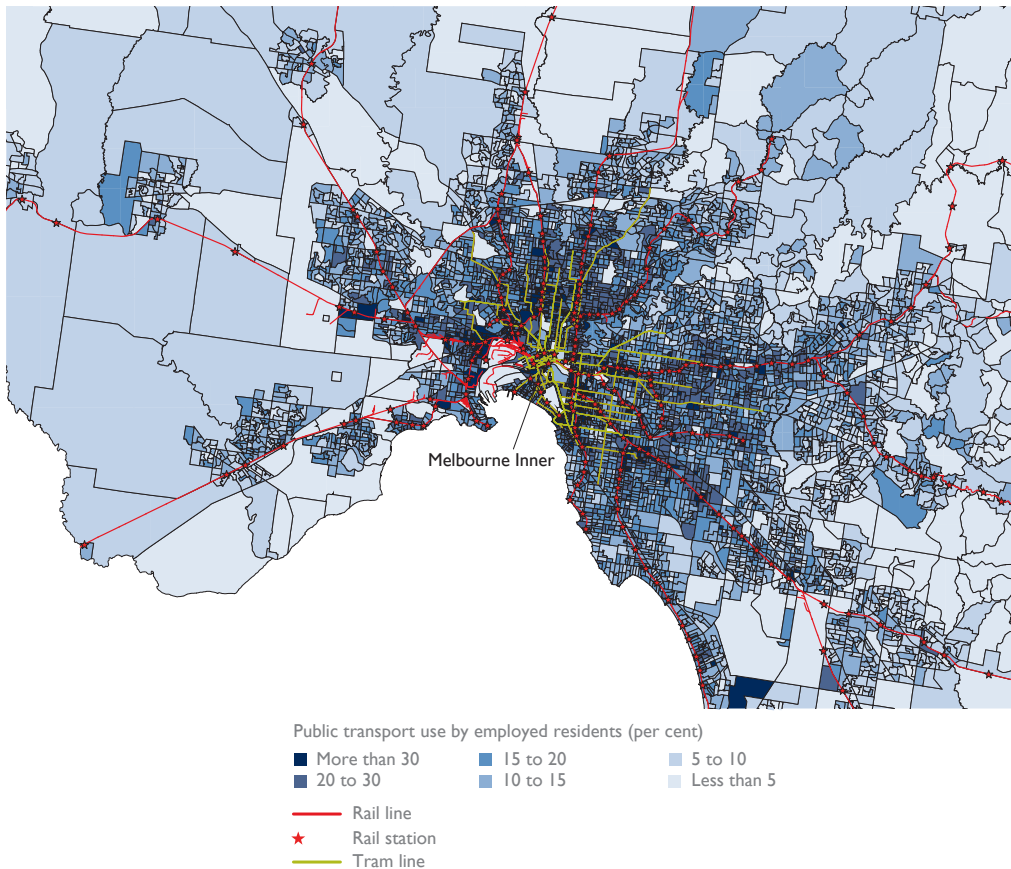 Melbourne Inner
Public transport use by employed residents (per cent)
More than 30 15 to 20 5 to 10
20 to 30 10 to 15 Less than 5
Rail line
Rail station
Tram line